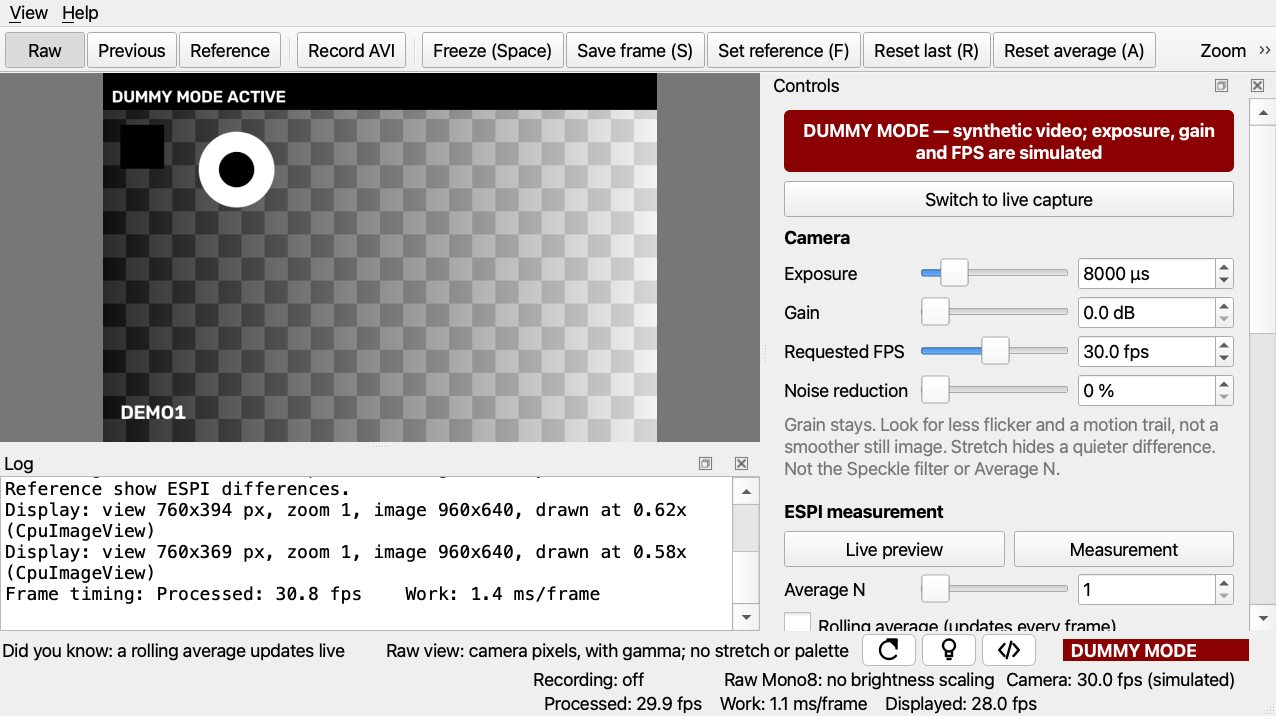 View Help
Raw Previous Reference Record AVI Freeze (Space) Save frame (S) Set reference (F) Reset last (R) Reset average (A) Zoom »
Controls
DUMMY MODE ACTIVE
DEMO1
DUMMY MODE — synthetic video; exposure, gain
and FPS are simulated
Switch to live capture
Camera
Exposure 8000 µs
Gain 0.0 dB
Requested FPS 30.0 fps
Noise reduction 0 %
Grain stays. Look for less flicker and a motion trail, not a
smoother still image. Stretch hides a quieter difference.
Not the Speckle filter or Average N.
ESPI measurement
Live preview Measurement
Average N 1
Rolling average (updates every frame)
Log
Reference show ESPI differences.
Display: view 760x394 px, zoom 1, image 960x640, drawn at 0.62x
(CpuImageView)
Display: view 760x369 px, zoom 1, image 960x640, drawn at 0.58x
(CpuImageView)
Frame timing: Processed: 30.8 fps Work: 1.4 ms/frame
Did you know: a rolling average updates live Raw view: camera pixels, with gamma; no stretch or palette </> DUMMY MODE
Recording: off Raw Mono8: no brightness scaling Camera: 30.0 fps (simulated)
Processed: 29.9 fps Work: 1.1 ms/frame Displayed: 28.0 fps